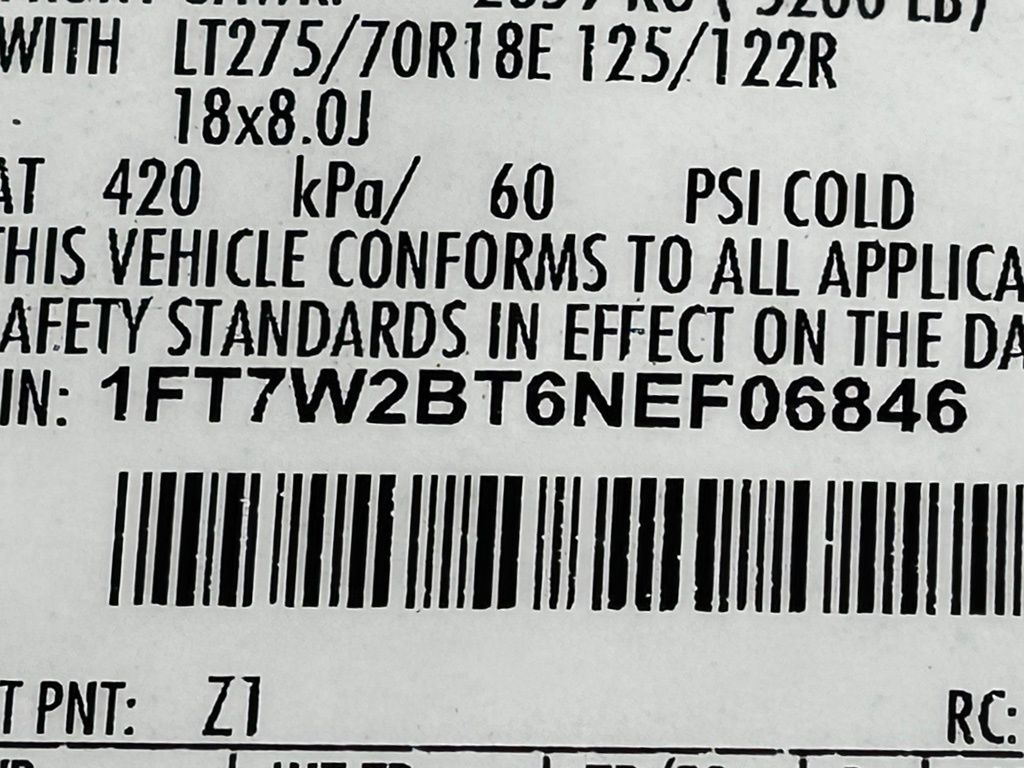 WITH LT275/70R18E 125/122R
18x8.0J
AT 420 kPa/ 60 PSI COLD
THIS VEHICLE CONFORMS TO ALL APPLICA
SAFETY STANDARDS IN EFFECT ON THE DA
IN: 1FT7W2BT6NEF06846
T PNT: Z1
RC: